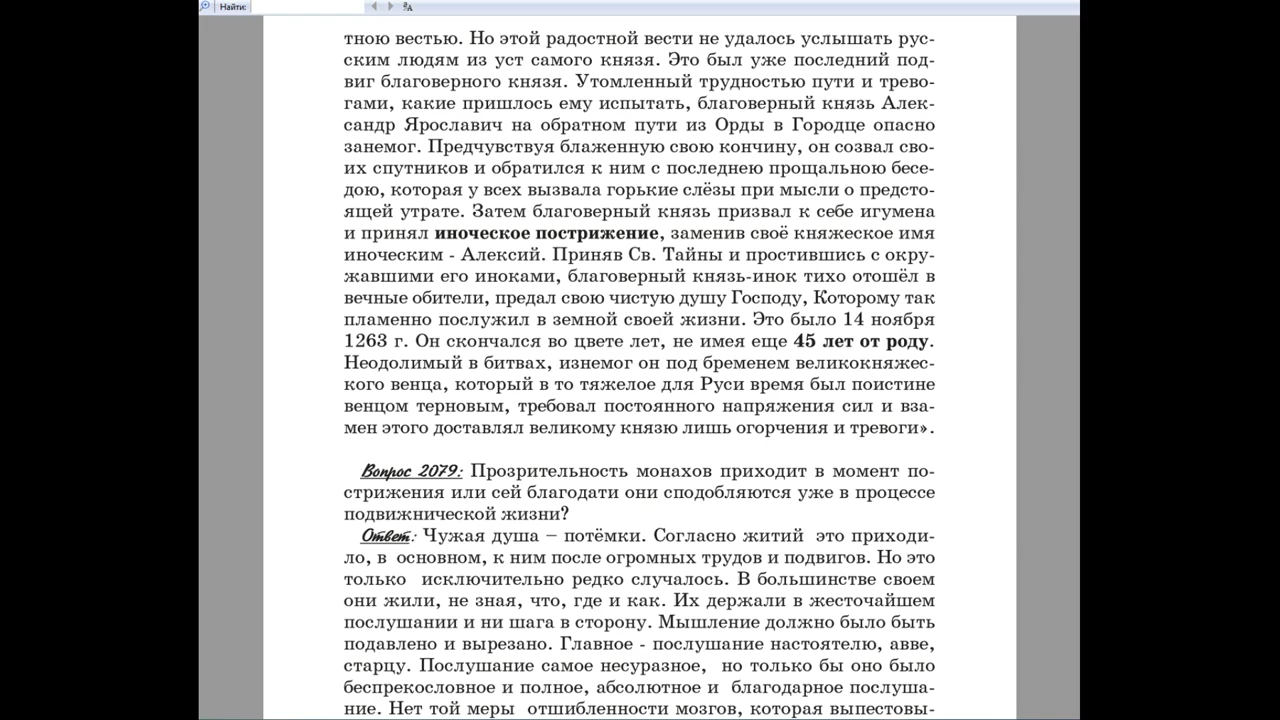 Найти:
тною вестью. Но этой радостной вести не удалось услышать рус-
ским людям из уст самого князя. Это был уже последний под-
виг благоверного князя. Утомленный трудностью пути и трево-
гами, какие пришлось ему испытать, благоверный князь Алек-
сандр Ярославич на обратном пути из Орды в Городце опасно
занемог. Предчувствуя блаженную свою кончину, он созвал сво-
их спутников и обратился к ним с последнею прощальною бесе-
дою, которая у всех вызвала горькие слёзы при мысли о предсто-
ящей утрате. Затем благоверный князь призвал к себе игумена
и принял иноческое пострижение, заменив своё княжеское имя
иноческим - Алексий. Приняв Св. Тайны и простившись с окру-
жавшими его иноками, благоверный князь-инок тихо отошёл в
вечные обители, предал свою чистую душу Господу, Которому так
пламенно послужил в земной своей жизни. Это было 14 ноября
1263 г. Он скончался во цвете лет, не имея еще 45 лет от роду.
Неодолимый в битвах, изнемог он под бременем великокняжес-
кого венца, который в то тяжелое для Руси время был поистине
венцом терновым, требовал постоянного напряжения сил и вза-
мен этого доставлял великому князю лишь огорчения и тревоги».
Вопрос 2079: Прозрительность монахов приходит в момент по-
стрижения или сей благодати они сподобляются уже в процессе
подвижнической жизни?
Ответ: Чужая душа – потёмки. Согласно житий это приходи-
ло, в основном, к ним после огромных трудов и подвигов. Но это
только исключительно редко случалось. В большинстве своем
они жили, не зная, что, где и как. Их держали в жесточайшем
послушании и ни шага в сторону. Мышление должно было быть
подавлено и вырезано. Главное - послушание настоятелю, авве,
старцу. Послушание самое несуразное, но только бы оно было
беспрекословное и полное, абсолютное и благодарное послуша-
ние. Нет той меры отшибленности мозгов, которая выпестовы-